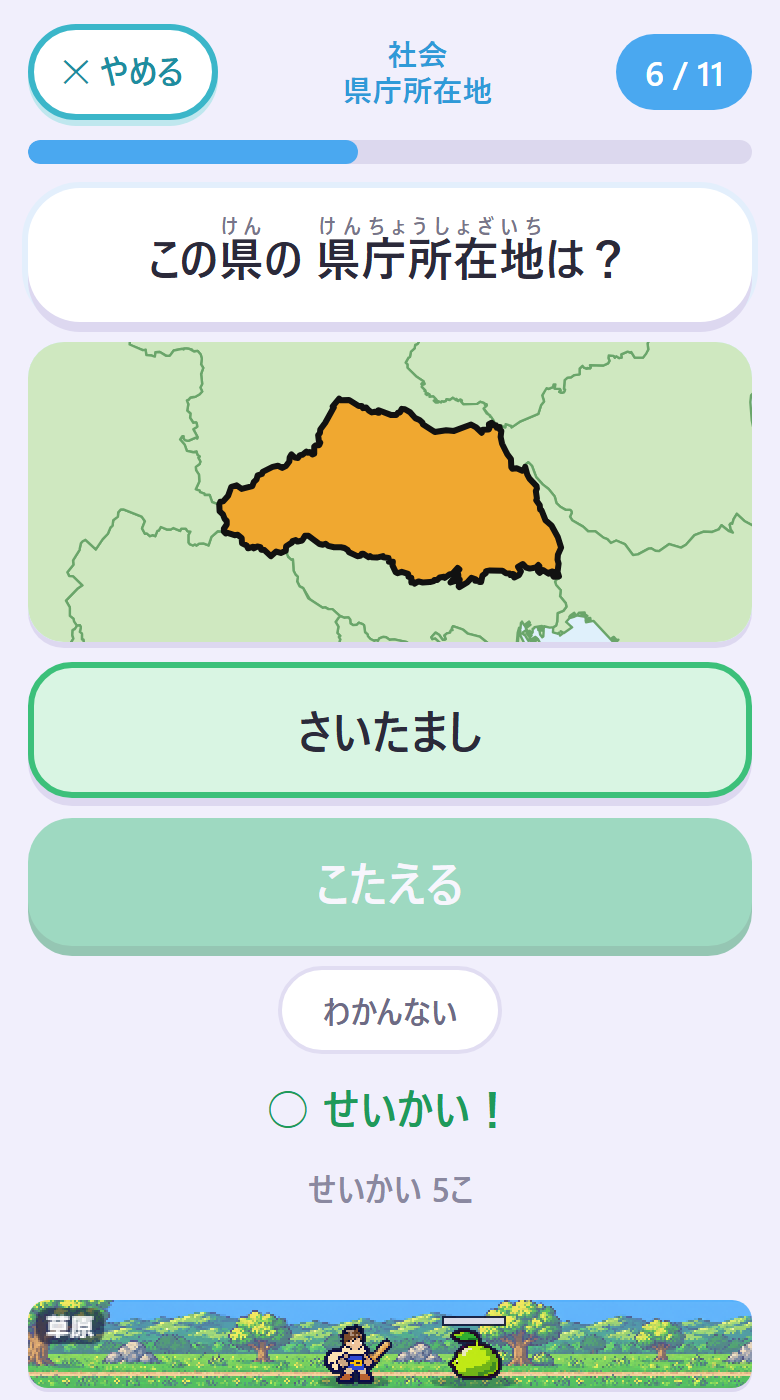 × やめる
社会
県庁所在地
6 / 11
けん けんちょうしょざいち
この県の 県庁所在地は？
さいたまし
こたえる
わかんない
○ せいかい！
せいかい 5こ
草原